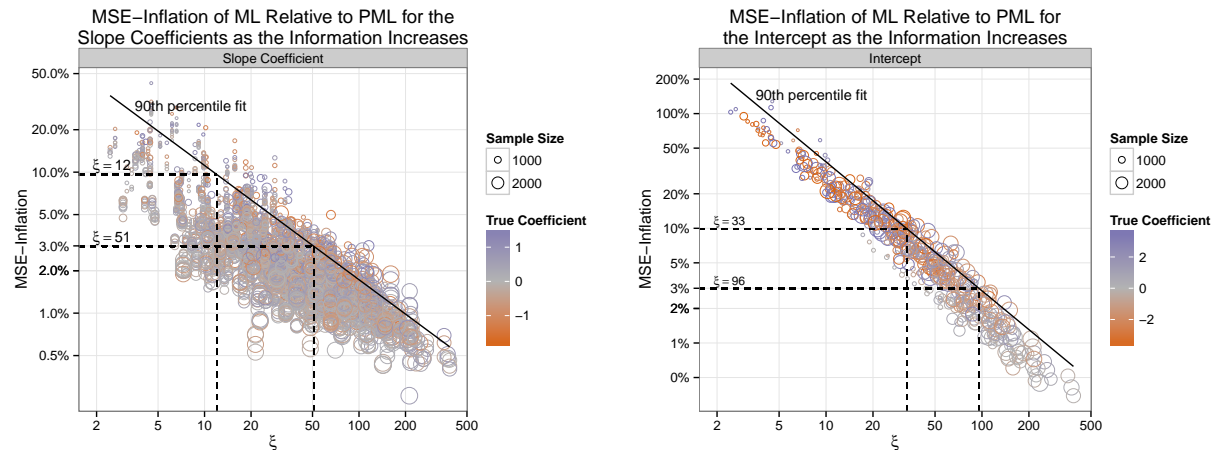 MSE−Inflation of ML Relative to PML for the
Slope Coefficients as the Information Increases
Slope Coefficient
50.0%
20.0%
10.0%
5.0%
3.0%
2.0%
1.0%
0.5%
MSE−Inflation
90th percentile fit
ξ = 12
ξ = 51
2
5
10
20
50
100
200
500
ξ
Sample Size
1000
2000
True Coefficient
1
0
−1
MSE−Inflation of ML Relative to PML for
the Intercept as the Information Increases
Intercept
200%
100%
50%
20%
10%
5%
3%
2%
1%
0%
MSE−Inflation
90th percentile fit
ξ = 33
ξ = 96
2
5
10
20
50
100
200
500
ξ
Sample Size
1000
2000
True Coefficient
2
0
−2